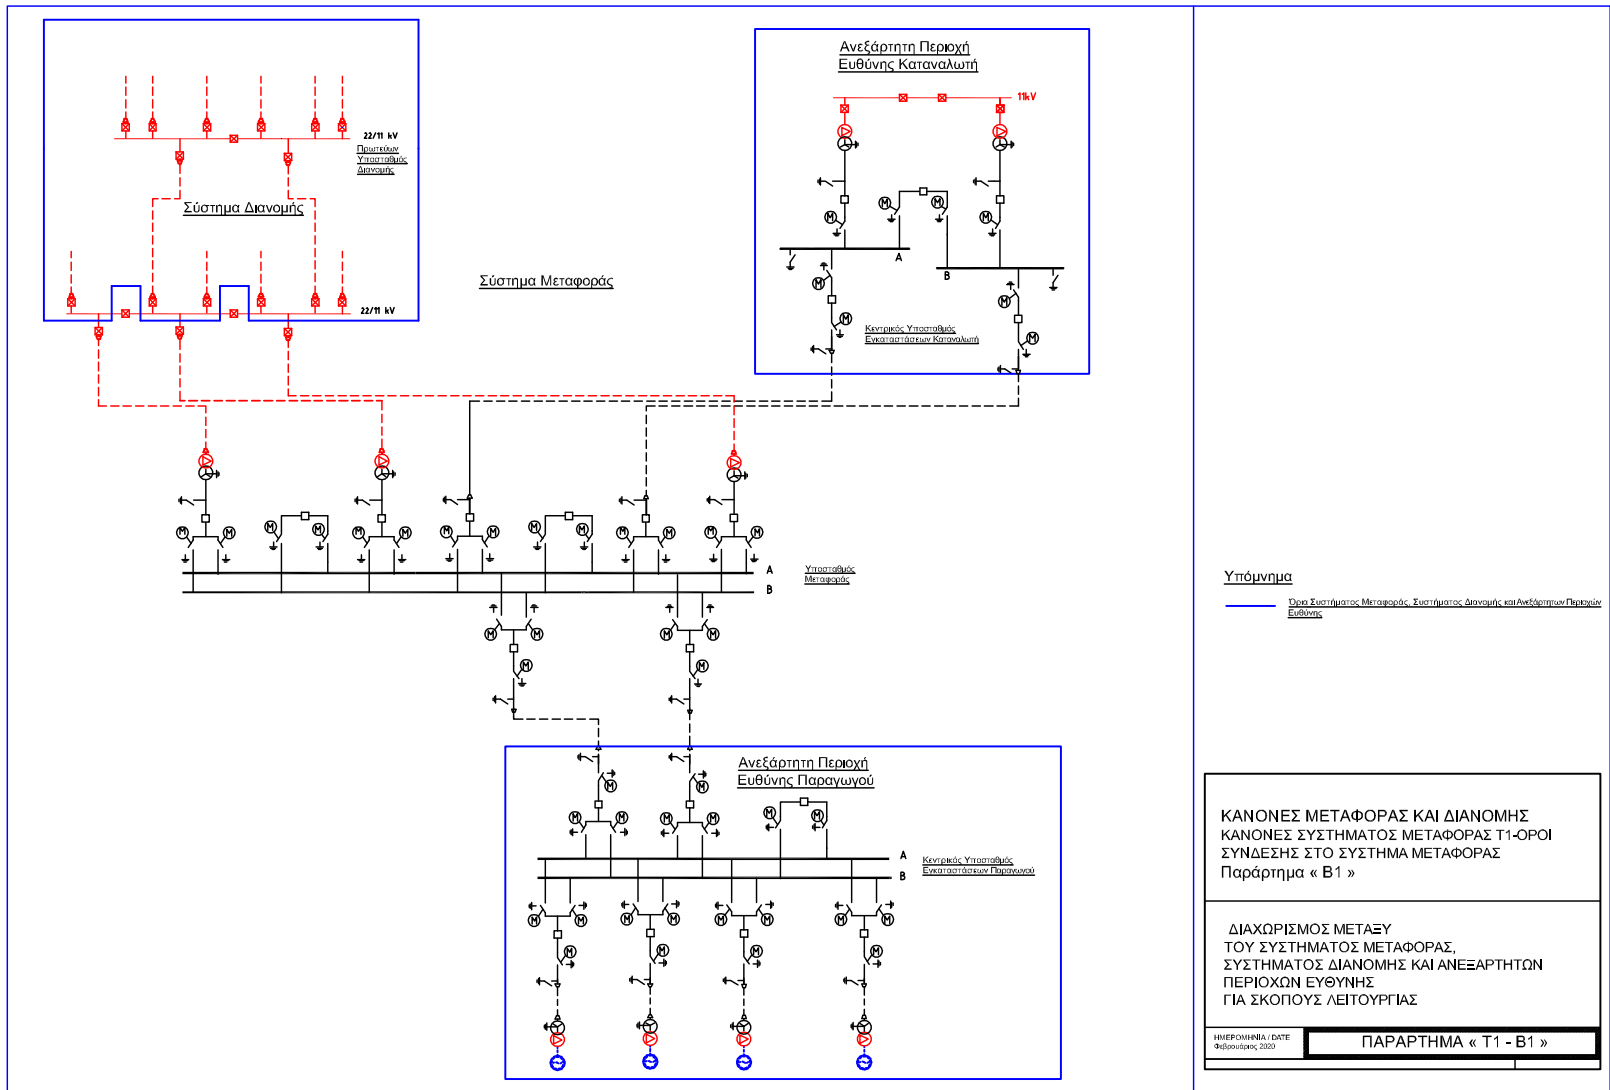 Ανεξάρτητη Περιοχή
Ευθύνης Καταναλωτή
11kV
22/11 kV
Πρωτεύων
Υποσταθμός
Διανομής
Σύστημα Διανομής
M
M
M
M
A
B
Σύστημα Μεταφοράς
M
M
22/11 kV
M
M
Κεντρικός Υποσταθμός
Εγκαταστάσεων Καταναλωτή
M
M
M
M
M
M
M
M
M
M
M
M
M
M
A
Υποσταθμός
Μεταφοράς
B
M
M
M
M
M
M
Υπόμνημα
Όρια Συστήματος Μεταφοράς, Συστήματος Διανομής και Ανεξάρτητων Περιοχών
Ευθύνης
Ανεξάρτητη Περιοχή
Ευθύνης Παραγωγού
M
M
M
M
M
M
M
M
A
B
Κεντρικός Υποσταθμός
Εγκαταστάσεων Παραγωγού
M
M
M
M
M
M
M
M
M
M
M
M
ΚΑΝΟΝΕΣ ΜΕΤΑΦΟΡΑΣ ΚΑΙ ΔΙΑΝΟΜΗΣ
ΚΑΝΟΝΕΣ ΣΥΣΤΗΜΑΤΟΣ ΜΕΤΑΦΟΡΑΣ Τ1-ΟΡΟΙ
ΣΥΝΔΕΣΗΣ ΣΤΟ ΣΥΣΤΗΜΑ ΜΕΤΑΦΟΡΑΣ
Παράρτημα « Β1 »
ΔΙΑΧΩΡΙΣΜΟΣ ΜΕΤΑΞΥ
ΤΟΥ ΣΥΣΤΗΜΑΤΟΣ ΜΕΤΑΦΟΡΑΣ,
ΣΥΣΤΗΜΑΤΟΣ ΔΙΑΝΟΜΗΣ ΚΑΙ ΑΝΕΞΑΡΤΗΤΩΝ
ΠΕΡΙΟΧΩΝ ΕΥΘΥΝΗΣ
ΓΙΑ ΣΚΟΠΟΥΣ ΛΕΙΤΟΥΡΓΙΑΣ
ΗΜΕΡΟΜΗΝΙΑ / DATE
Φεβρουάριος 2020
ΠΑΡΑΡΤΗΜΑ « Τ1 - Β1 »